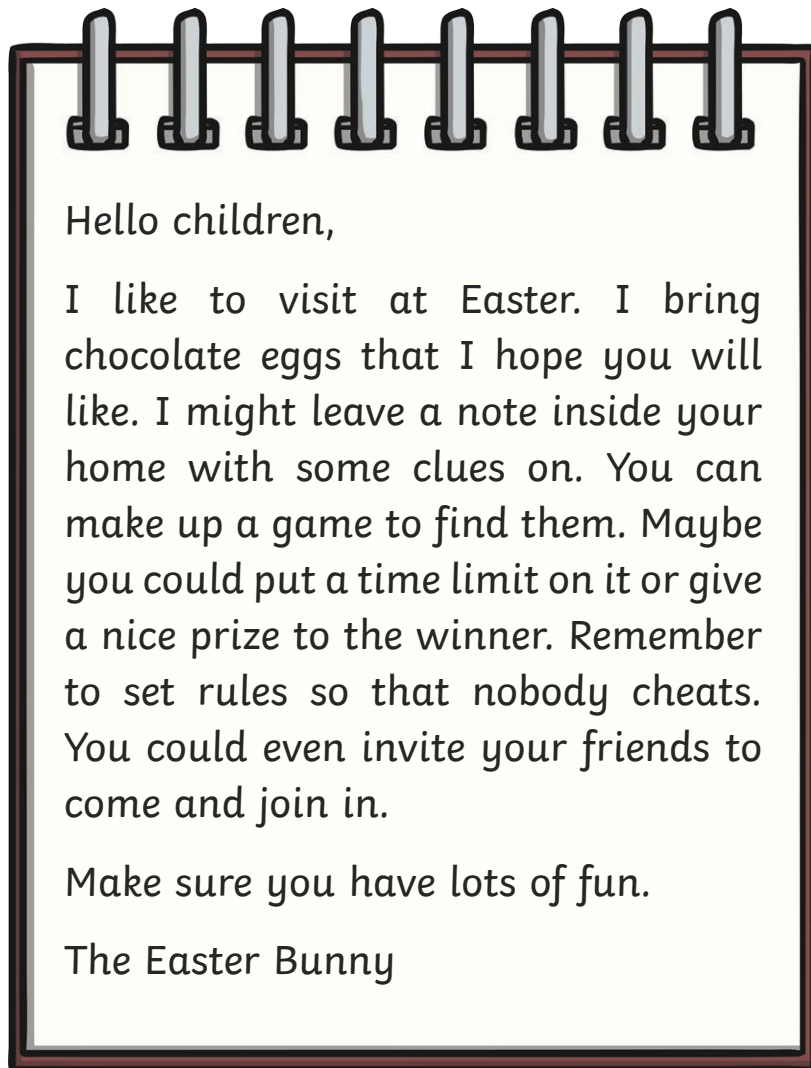 Hello children,
I like to visit at Easter. I bring
chocolate eggs that I hope you will
like. I might leave a note inside your
home with some clues on. You can
make up a game to find them. Maybe
you could put a time limit on it or give
a nice prize to the winner. Remember
to set rules so that nobody cheats.
You could even invite your friends to
come and join in.
Make sure you have lots of fun.
The Easter Bunny